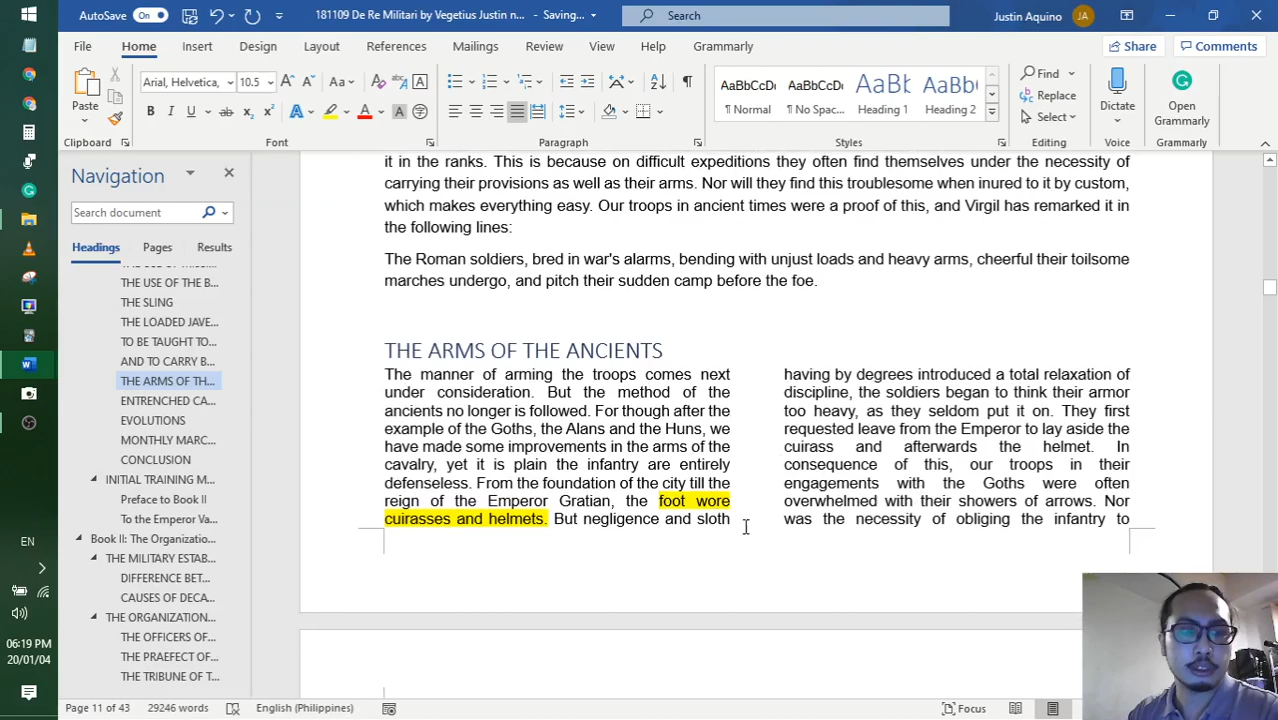 AutoSave On 181109 De Re Militari by Vegetius Justin n... - Saving... Search Justin Aquino JA
File Home Insert Design Layout References Mailings Review View Help Grammarly Share Comments
Arial, Helvetica, 10.5 Aa A
Paste B I U ab x₂ x² A A A
AaBbCcDc AaBbCcDc AaBb( AaBbC(
¶ Normal ¶ No Spac... Heading 1 Heading 2
Find
Replace
Select
Dictate
Open
Grammarly
Clipboard Font Paragraph Styles Editing Voice Grammarly
Navigation
Search document
Headings Pages Results
THE USE OF THE B...
THE SLING
THE LOADED JAVE...
TO BE TAUGHT TO...
AND TO CARRY B...
THE ARMS OF TH...
ENTRENCHED CA...
EVOLUTIONS
MONTHLY MARC...
CONCLUSION
INITIAL TRAINING M...
Preface to Book II
To the Emperor Va...
Book II: The Organizatio...
THE MILITARY ESTAB...
DIFFERENCE BET...
CAUSES OF DECA...
THE ORGANIZATION...
THE OFFICERS OF...
THE PRAEFECT OF...
THE TRIBUNE OF T...
it in the ranks. This is because on difficult expeditions they often find themselves under the necessity of
carrying their provisions as well as their arms. Nor will they find this troublesome when inured to it by custom,
which makes everything easy. Our troops in ancient times were a proof of this, and Virgil has remarked it in
the following lines:
The Roman soldiers, bred in war's alarms, bending with unjust loads and heavy arms, cheerful their toilsome
marches undergo, and pitch their sudden camp before the foe.
THE ARMS OF THE ANCIENTS
The manner of arming the troops comes next
under consideration. But the method of the
ancients no longer is followed. For though after the
example of the Goths, the Alans and the Huns, we
have made some improvements in the arms of the
cavalry, yet it is plain the infantry are entirely
defenseless. From the foundation of the city till the
reign of the Emperor Gratian, the foot wore
cuirasses and helmets. But negligence and sloth
having by degrees introduced a total relaxation of
discipline, the soldiers began to think their armor
too heavy, as they seldom put it on. They first
requested leave from the Emperor to lay aside the
cuirass and afterwards the helmet. In
consequence of this, our troops in their
engagements with the Goths were often
overwhelmed with their showers of arrows. Nor
was the necessity of obliging the infantry to
EN
06:19 PM
20/01/04
Page 11 of 43 29246 words English (Philippines) Focus